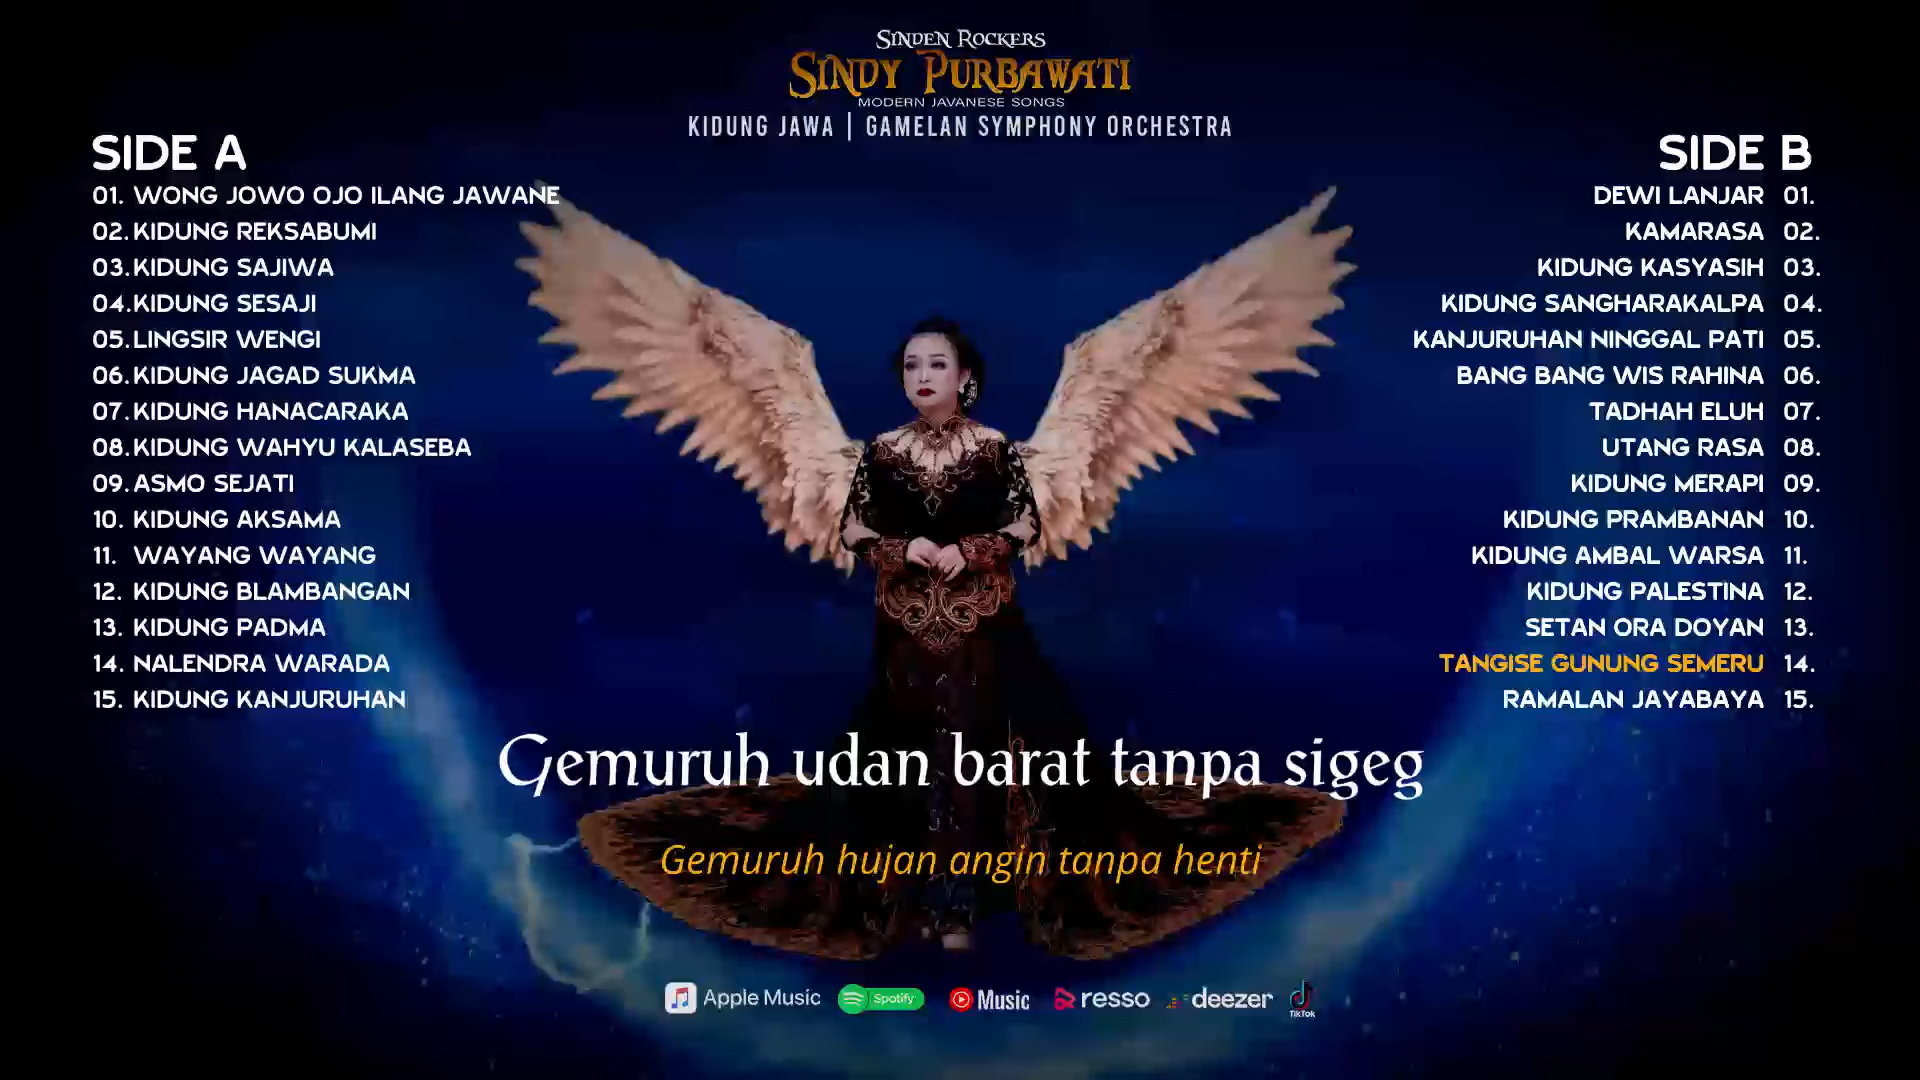 SINDEN ROCKERS
SINDY PURBAWATI
MODERN JAVANESE SONGS
KIDUNG JAWA | GAMELAN SYMPHONY ORCHESTRA
SIDE A
01. WONG JOWO OJO ILANG JAWANE
02. KIDUNG REKSABUMI
03. KIDUNG SAJIWA
04. KIDUNG SESAJI
05. LINGSIR WENGI
06. KIDUNG JAGAD SUKMA
07. KIDUNG HANACARAKA
08. KIDUNG WAHYU KALASEBA
09. ASMO SEJATI
10. KIDUNG AKSAMA
11. WAYANG WAYANG
12. KIDUNG BLAMBANGAN
13. KIDUNG PADMA
14. NALENDRA WARADA
15. KIDUNG KANJURUHAN
SIDE B
DEWI LANJAR 01.
KAMARASA 02.
KIDUNG KASYASIH 03.
KIDUNG SANGHARAKALPA 04.
KANJURUHAN NINGGAL PATI 05.
BANG BANG WIS RAHINA 06.
TADHAH ELUH 07.
UTANG RASA 08.
KIDUNG MERAPI 09.
KIDUNG PRAMBANAN 10.
KIDUNG AMBAL WARSA 11.
KIDUNG PALESTINA 12.
SETAN ORA DOYAN 13.
TANGISE GUNUNG SEMERU 14.
RAMALAN JAYABAYA 15.
Gemuruh udan barat tanpa sigeg
Gemuruh hujan angin tanpa henti
Apple Music Spotify Music resso deezer TikTok